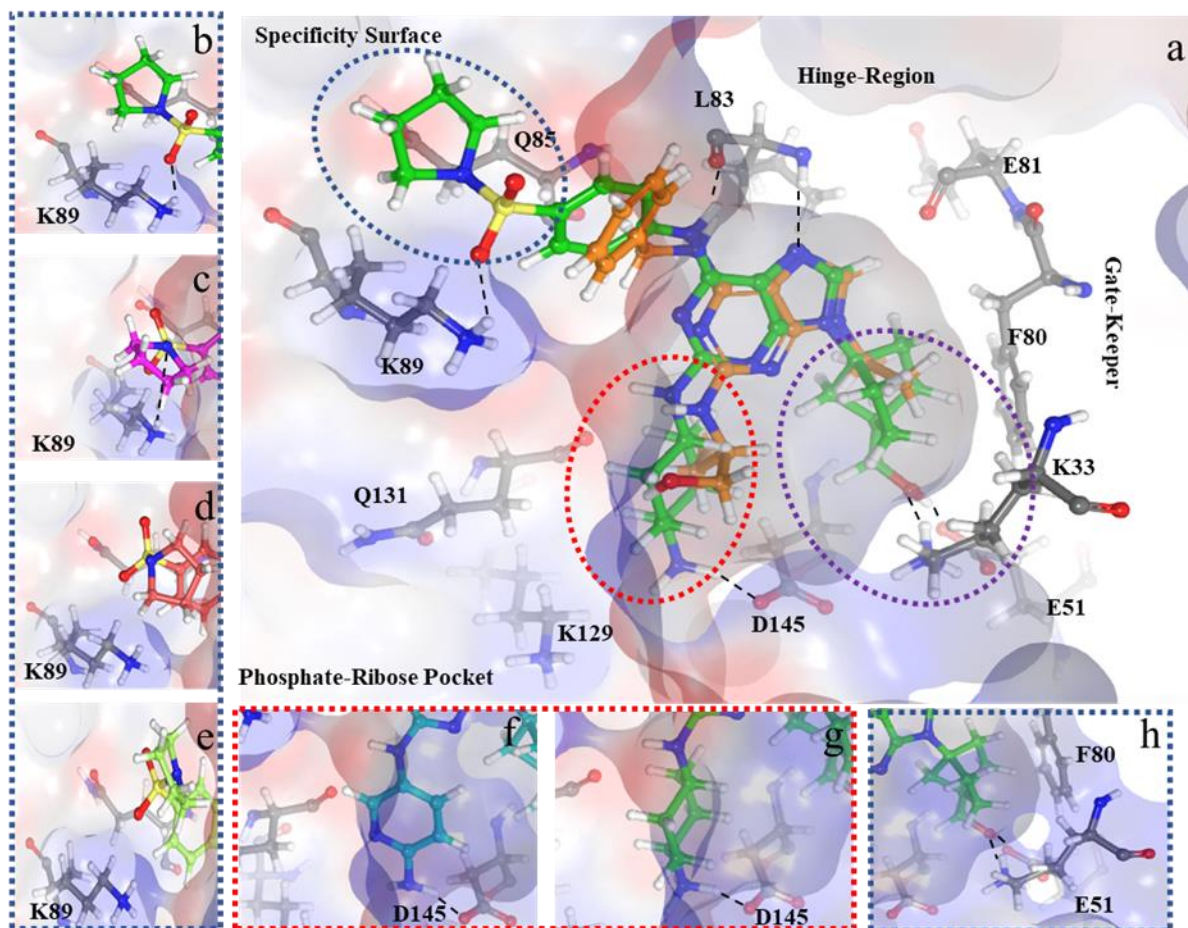 a
Specificity Surface
Hinge-Region
L83
Q85
E81
K89
Gate-Keeper
F80
K33
Q131
K129
D145
E51
Phosphate-Ribose Pocket
b
K89
c
K89
d
K89
e
K89
f
D145
g
D145
h
F80
E51